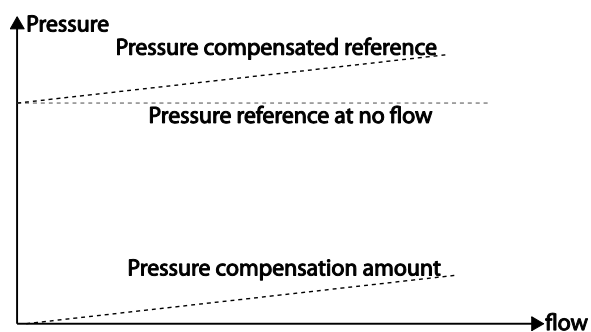 Pressure
Pressure compensated reference
Pressure reference at no flow
Pressure compensation amount
flow